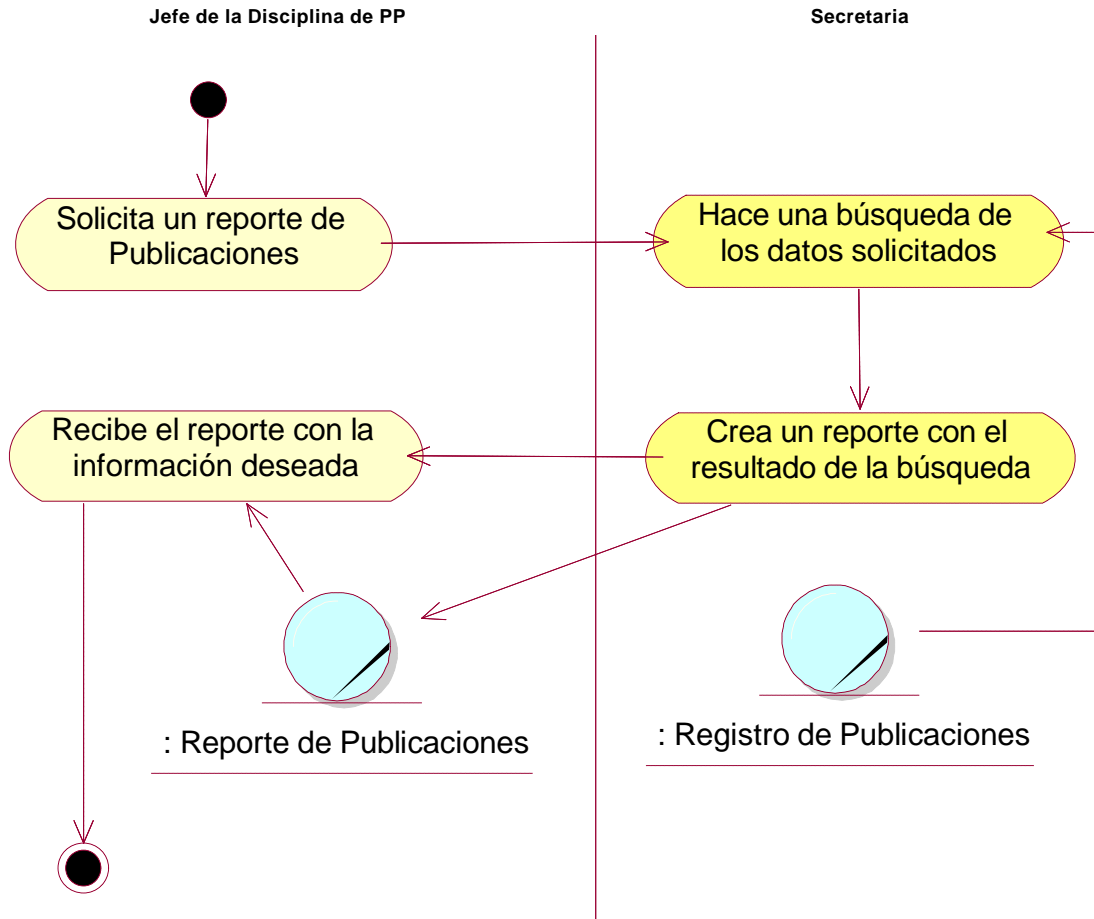 Jefe de la Disciplina de PP
Secretaria
Solicita un reporte de
Publicaciones
Hace una búsqueda de
los datos solicitados
Recibe el reporte con la
información deseada
Crea un reporte con el
resultado de la búsqueda
: Reporte de Publicaciones
: Registro de Publicaciones